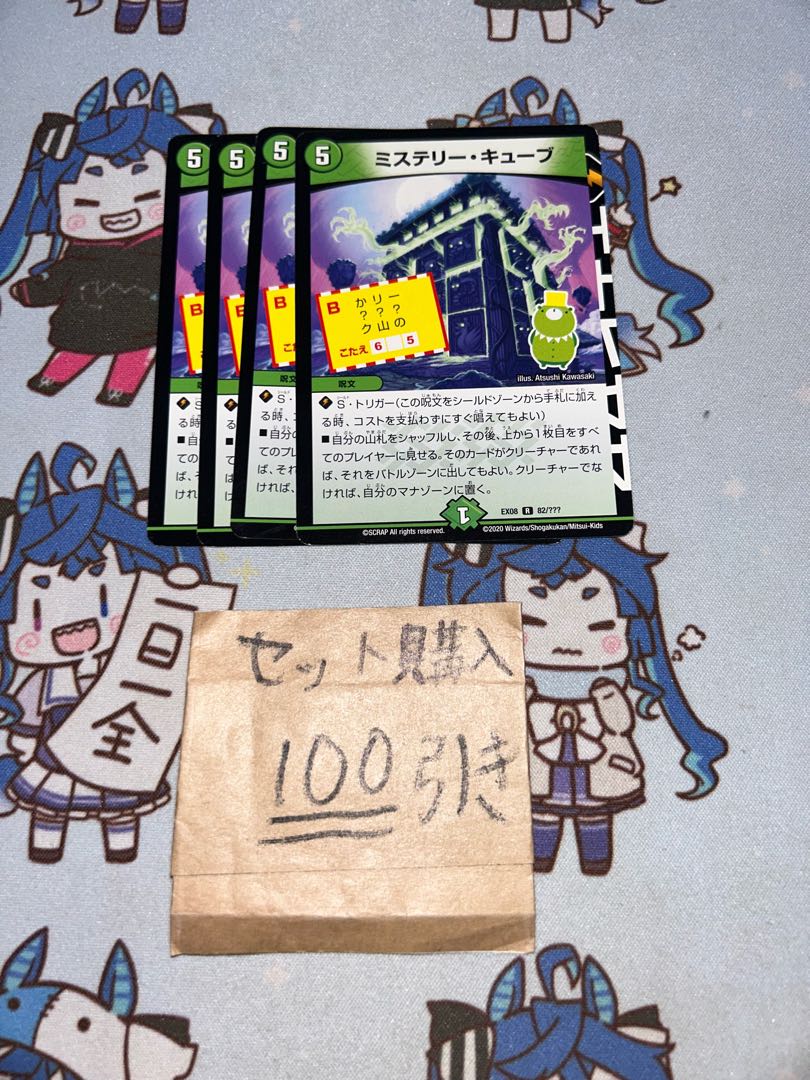 5
5
5
5
ミステリー・キューブ
B
B
B
B
かリー
???
ク山の
こたえ 6 5
illus. Atsushi Kawasaki
呪文
呪文
S・トリガー(この呪文をシールドゾーンから手札に加え
る時、コストを支払わずにすぐ唱えてもよい)
■自分の山札をシャッフルし、その後、上から1枚目をすべ
てのプレイヤーに見せる。そのカードがクリーチャーであれ
ば、それをバトルゾーンに出してもよい。クリーチャーでな
ければ、自分のマナゾーンに置く。
1
EX08 R 82/???
©SCRAP All rights reserved.
©2020 Wizards/Shogakukan/Mitsui-Kids
一日一全
セット購入
100引き